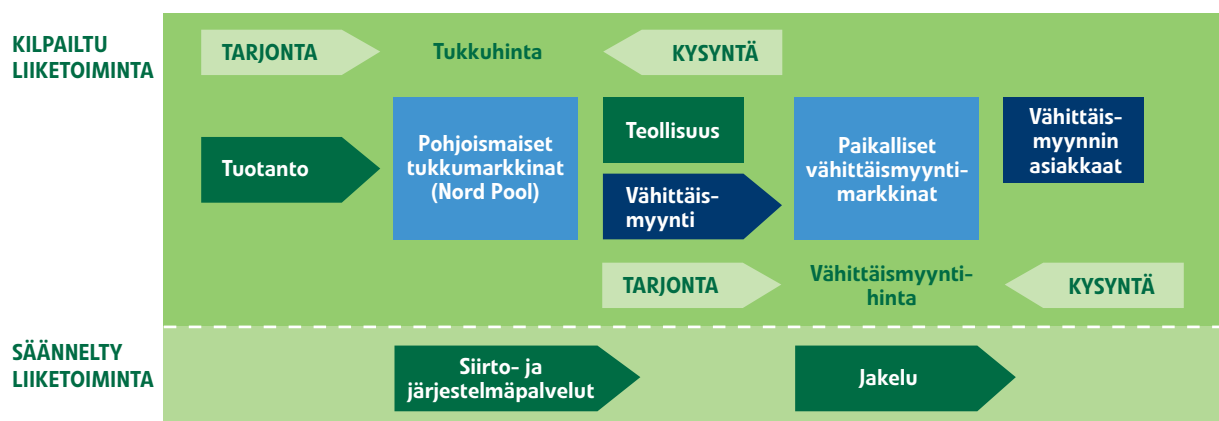 KILPAILTU
LIIKETOIMINTA
TARJONTA
Tukkuhinta
KYSYNTÄ
Tuotanto
Pohjoismaiset
tukkumarkkinat
(Nord Pool)
Teollisuus
Vähittäis-
myynti
Paikalliset
vähittäismyynti-
markkinat
Vähittäis-
myynnin
asiakkaat
TARJONTA
Vähittäismyynti-
hinta
KYSYNTÄ
SÄÄNNELTY
LIIKETOIMINTA
Siirto- ja
järjestelmäpalvelut
Jakelu